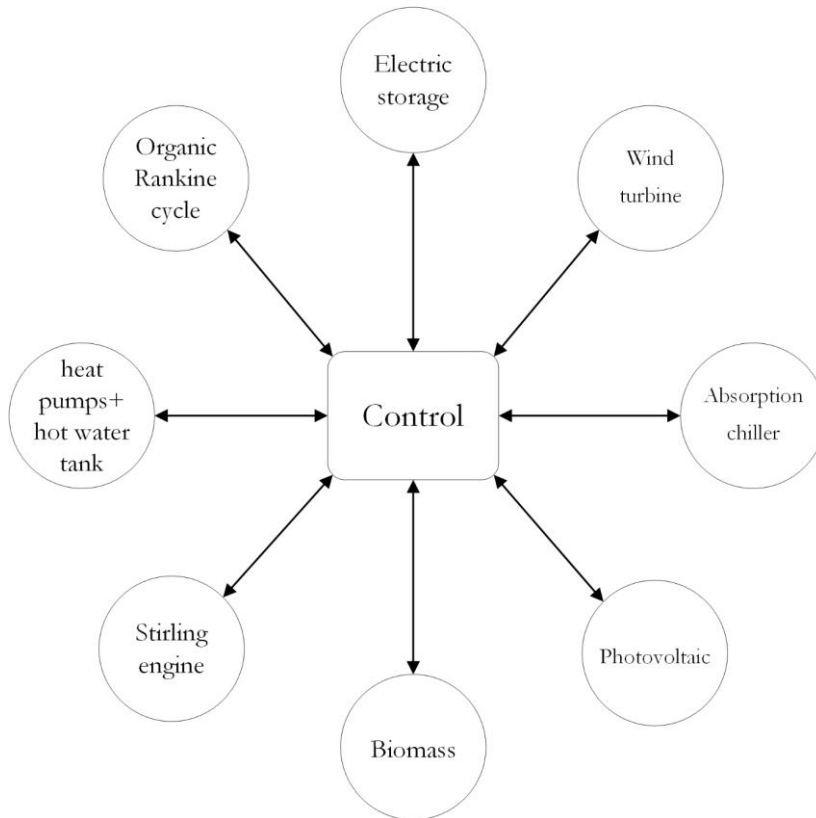 Electric
storage
Organic
Rankine
cycle
Wind
turbine
heat
pumps+
hot water
tank
Control
Absorption
chiller
Stirling
engine
Photovoltaic
Biomass